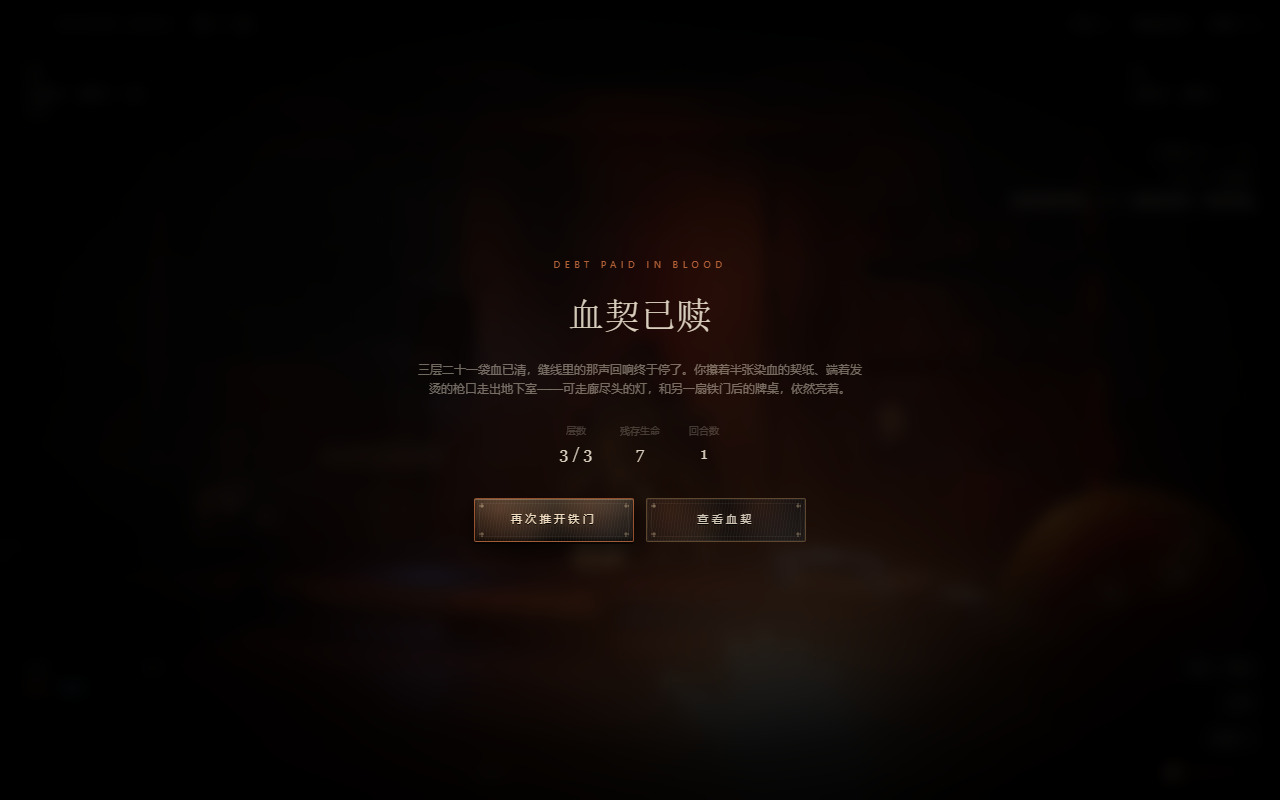 DEBT PAID IN BLOOD
血契已赎
三层二十一袋血已清，缝线里的那声回响终于停了。你攥着半张染血的契纸、端着发
烫的枪口走出地下室——可走廊尽头的灯，和另一扇铁门后的牌桌，依然亮着。
层数 残存生命 回合数
3 / 3 7 1
再次推开铁门 查看血契